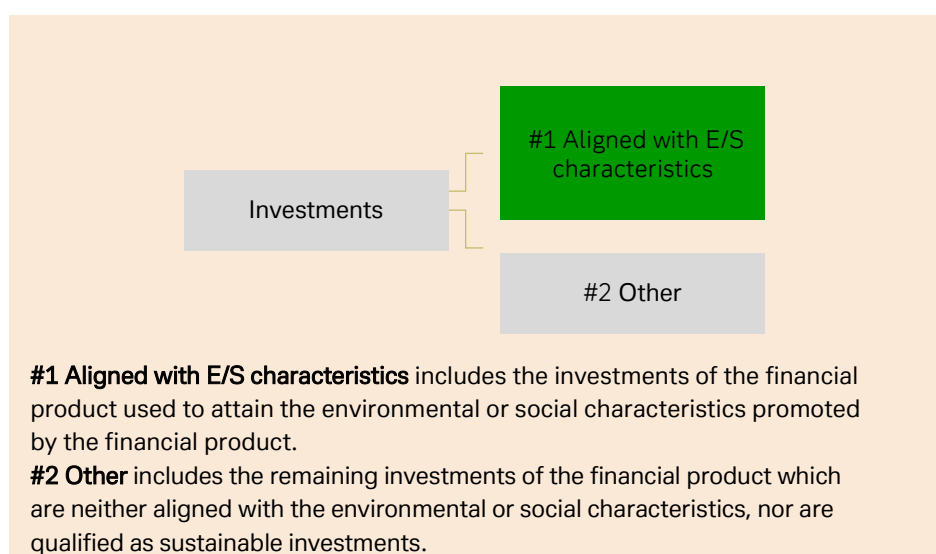 #1 Aligned with E/S
characteristics
Investments
#2 Other
#1 Aligned with E/S characteristics includes the investments of the financial
product used to attain the environmental or social characteristics promoted
by the financial product.
#2 Other includes the remaining investments of the financial product which
are neither aligned with the environmental or social characteristics, nor are
qualified as sustainable investments.